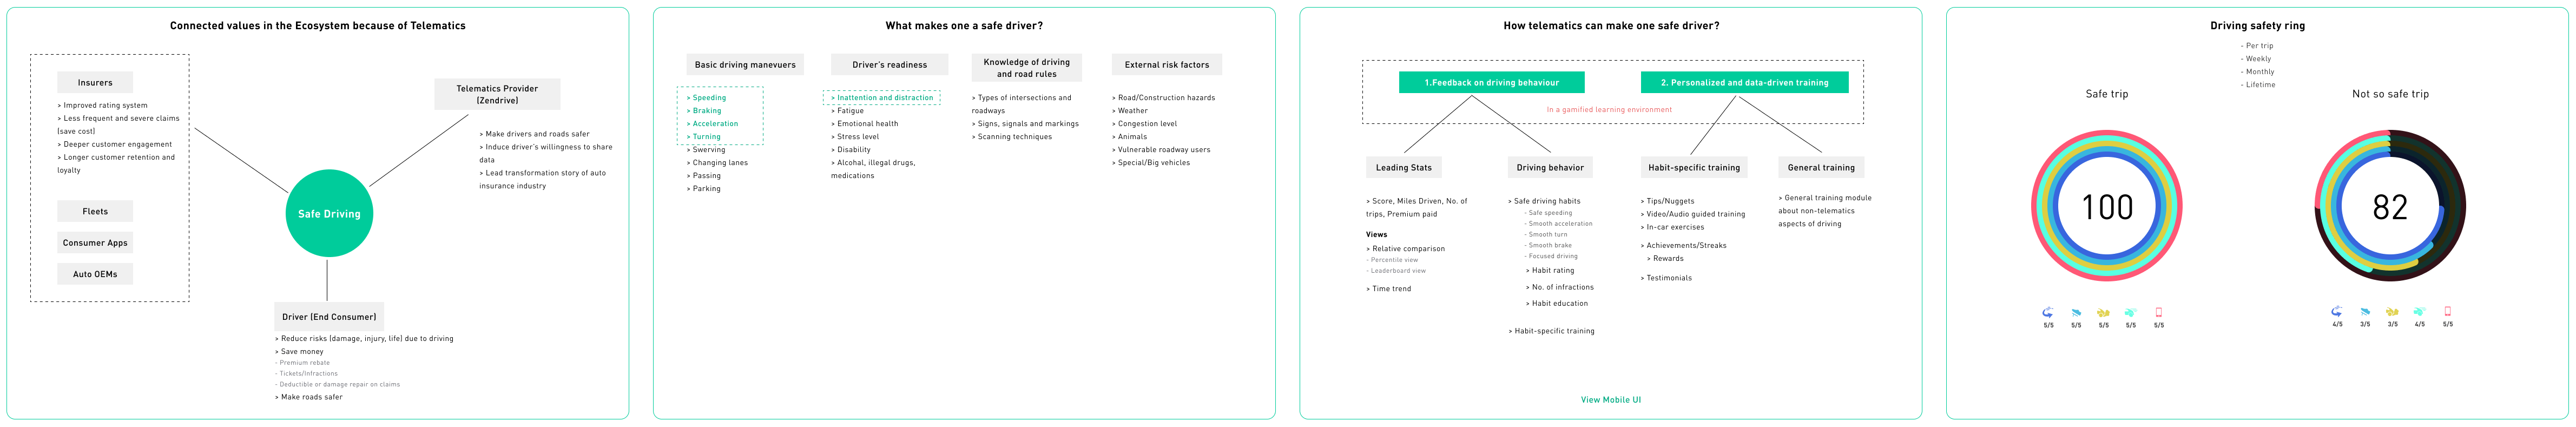 Connected values in the Ecosystem because of Telematics
Insurers
> Improved rating system
> Less frequent and severe claims
(save cost)
> Deeper customer engagement
> Longer customer retention and
loyalty
Fleets
Consumer Apps
Auto OEMs
Telematics Provider
(Zendrive)
> Make drivers and roads safer
> Induce driver's willingness to share
data
> Lead transformation story of auto
insurance industry
Safe Driving
Driver (End Consumer)
> Reduce risks (damage, injury, life) due to driving
> Save money
- Premium rebate
- Tickets/Infractions
- Deductible or damage repair on claims
> Make roads safer
What makes one a safe driver?
Basic driving manevuers
> Speeding
> Braking
> Acceleration
> Turning
> Swerving
> Changing lanes
> Passing
> Parking
Driver's readiness
> Inattention and distraction
> Fatigue
> Emotional health
> Stress level
> Disability
> Alcohal, illegal drugs,
medications
Knowledge of driving
and road rules
> Types of intersections and
roadways
> Signs, signals and markings
> Scanning techniques
External risk factors
> Road/Construction hazards
> Weather
> Congestion level
> Animals
> Vulnerable roadway users
> Special/Big vehicles
How telematics can make one safe driver?
1.Feedback on driving behaviour
2. Personalized and data-driven training
In a gamified learning environment
Leading Stats
> Score, Miles Driven, No. of
trips, Premium paid
Views
> Relative comparison
- Percentile view
- Leaderboard view
> Time trend
Driving behavior
> Safe driving habits
- Safe speeding
- Smooth acceleration
- Smooth turn
- Smooth brake
- Focused driving
> Habit rating
> No. of infractions
> Habit education
> Habit-specific training
Habit-specific training
> Tips/Nuggets
> Video/Audio guided training
> In-car exercises
> Achievements/Streaks
> Rewards
> Testimonials
General training
> General training module
about non-telematics
aspects of driving
View Mobile UI
Driving safety ring
- Per trip
- Weekly
- Monthly
- Lifetime
Safe trip
100
5/5 5/5 5/5 5/5 5/5
Not so safe trip
82
4/5 3/5 3/5 4/5 5/5